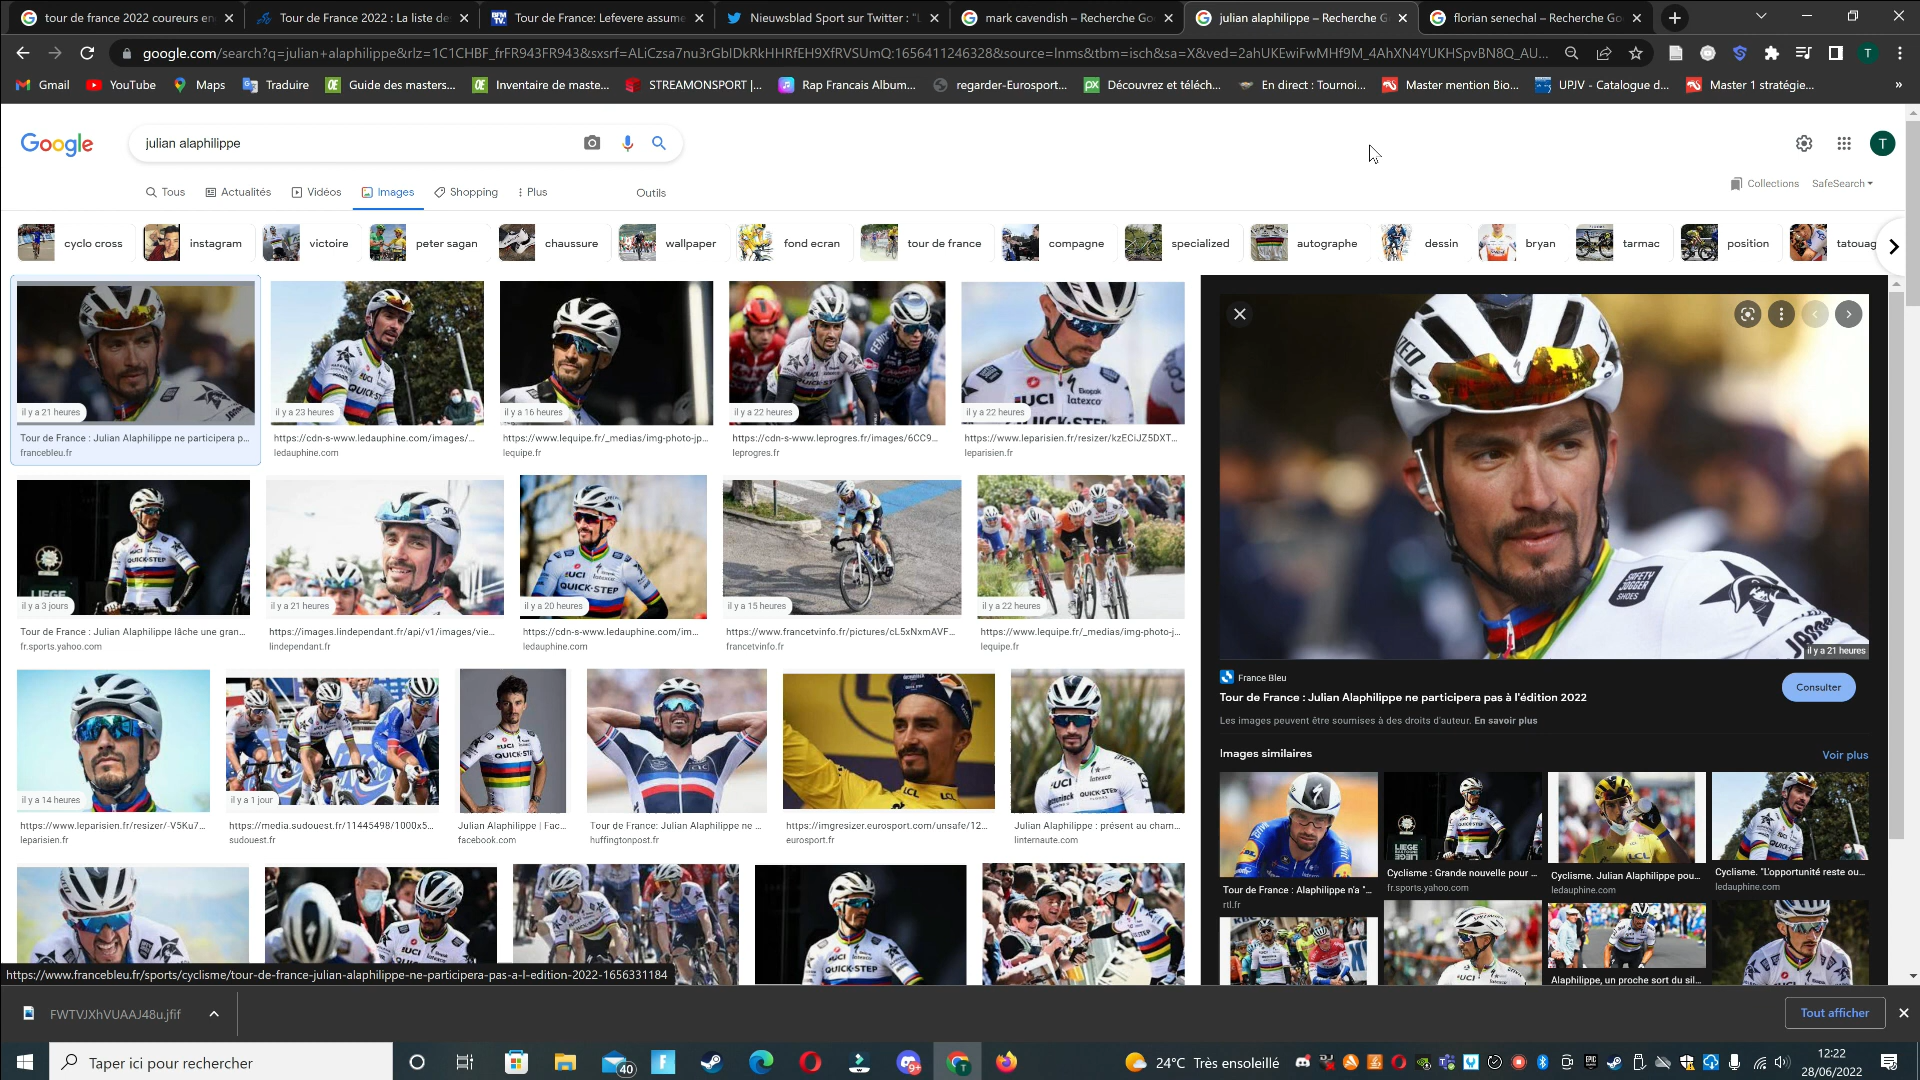 tour de france 2022 coureurs en
Tour de France 2022 : La liste de
Tour de France: Lefevere assume
Nieuwsblad Sport sur Twitter : "L
mark cavendish – Recherche Go
julian alaphilippe – Recherche G
florian senechal – Recherche Go
google.com/search?q=julian+alaphilippe&rlz=1C1CHBF_frFR943FR943&sxsrf=ALiCzsa7nu3rGbIDkRkHHRfEH9XfRVSUmQ:1656411246328&source=lnms&tbm=isch&sa=X&ved=2ahUKEwiFwMHf9M_4AhXN4YUKHSpvBN8Q_AU...
Gmail
YouTube
Maps
Traduire
Guide des masters...
Inventaire de maste...
STREAMONSPORT |...
Rap Francais Album...
regarder-Eurosport...
Découvrez et téléch...
En direct : Tournoi...
Master mention Bio...
UPJV - Catalogue d...
Master 1 stratégie...
Google
julian alaphilippe
T
Tous
Actualités
Vidéos
Images
Shopping
Plus
Outils
Collections
SafeSearch
cyclo cross
instagram
victoire
peter sagan
chaussure
wallpaper
fond ecran
tour de france
compagne
specialized
autographe
dessin
bryan
tarmac
position
tatouag
il y a 21 heures
il y a 23 heures
il y a 16 heures
il y a 22 heures
il y a 22 heures
Tour de France : Julian Alaphilippe ne participera p...
francebleu.fr
https://cdn-s-www.ledauphine.com/images/...
ledauphine.com
https://www.lequipe.fr/_medias/img-photo-jp...
lequipe.fr
https://cdn-s-www.leprogres.fr/images/6CC9...
leprogres.fr
https://www.leparisien.fr/resizer/kzECiJZ5DXT...
leparisien.fr
il y a 3 jours
il y a 21 heures
il y a 20 heures
il y a 15 heures
il y a 22 heures
Tour de France : Julian Alaphilippe lâche une gran...
fr.sports.yahoo.com
https://images.lindependant.fr/api/v1/images/vie...
lindependant.fr
https://cdn-s-www.ledauphine.com/im...
ledauphine.com
https://www.francetvinfo.fr/pictures/cL5xNxmAVF...
francetvinfo.fr
https://www.lequipe.fr/_medias/img-photo-j...
lequipe.fr
il y a 14 heures
il y a 1 jour
https://www.leparisien.fr/resizer/-V5Ku7...
leparisien.fr
https://media.sudouest.fr/11445498/1000x5...
sudouest.fr
Julian Alaphilippe | Fac...
facebook.com
Tour de France: Julian Alaphilippe ne ...
huffingtonpost.fr
https://imgresizer.eurosport.com/unsafe/12...
eurosport.fr
Julian Alaphilippe : présent au cham...
linternaute.com
SAFETY
JOGGER
SHOES
il y a 21 heures
France Bleu
Tour de France : Julian Alaphilippe ne participera pas à l'édition 2022
Consulter
Les images peuvent être soumises à des droits d'auteur. En savoir plus
Images similaires
Voir plus
Tour de France : Alaphilippe n'a "...
rtl.fr
Cyclisme : Grande nouvelle pour ...
fr.sports.yahoo.com
Cyclisme. Julian Alaphilippe pou...
ledauphine.com
Cyclisme. "L'opportunité reste ou...
ledauphine.com
Alaphilippe, un proche sort du sil...
https://www.francebleu.fr/sports/cyclisme/tour-de-france-julian-alaphilippe-ne-participera-pas-a-l-edition-2022-1656331184
FWTVJXhVUAAJ48u.jfif
Tout afficher
Taper ici pour rechercher
40
9+
24°C Très ensoleillé
12:22
28/06/2022